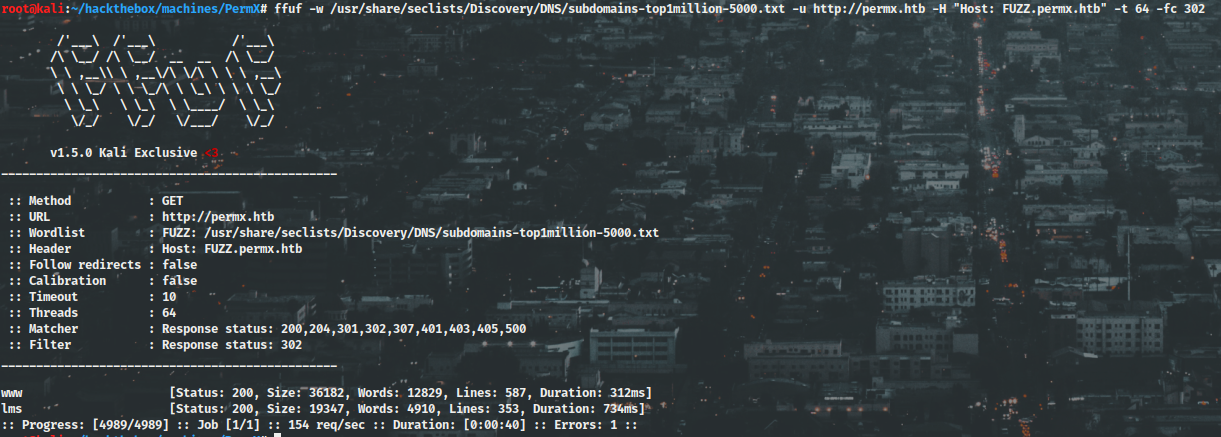 root@kali:~/hackthebox/machines/PermX# ffuf -w /usr/share/seclists/Discovery/DNS/subdomains-top1million-5000.txt -u http://permx.htb -H "Host: FUZZ.permx.htb" -t 64 -fc 302
v1.5.0 Kali Exclusive <3
________________________________________________
:: Method : GET
:: URL : http://permx.htb
:: Wordlist : FUZZ: /usr/share/seclists/Discovery/DNS/subdomains-top1million-5000.txt
:: Header : Host: FUZZ.permx.htb
:: Follow redirects : false
:: Calibration : false
:: Timeout : 10
:: Threads : 64
:: Matcher : Response status: 200,204,301,302,307,401,403,405,500
:: Filter : Response status: 302
________________________________________________
www [Status: 200, Size: 36182, Words: 12829, Lines: 587, Duration: 312ms]
lms [Status: 200, Size: 19347, Words: 4910, Lines: 353, Duration: 734ms]
:: Progress: [4989/4989] :: Job [1/1] :: 154 req/sec :: Duration: [0:00:40] :: Errors: 1 ::